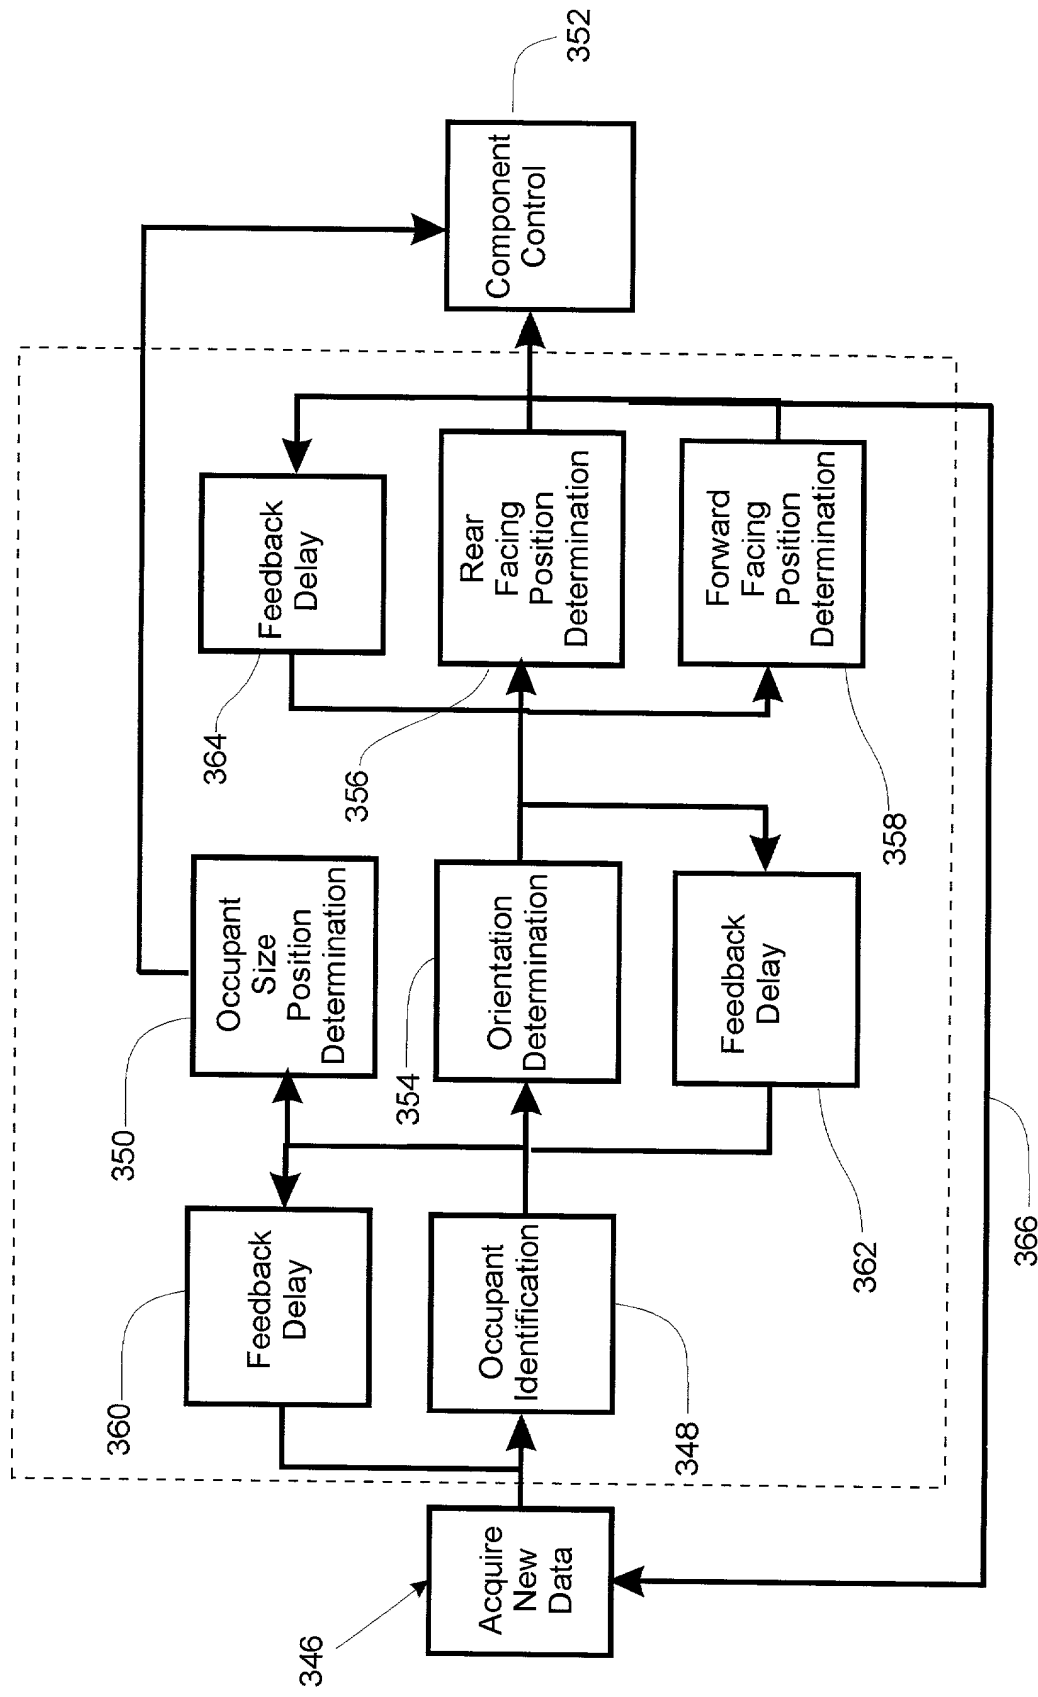 346
Acquire
New
Data
360
Feedback
Delay
348
Occupant
Identification
350
Occupant
Size
Position
Determination
354
Orientation
Determination
362
Feedback
Delay
364
Feedback
Delay
356
Rear
Facing
Position
Determination
358
Forward
Facing
Position
Determination
352
Component
Control
366